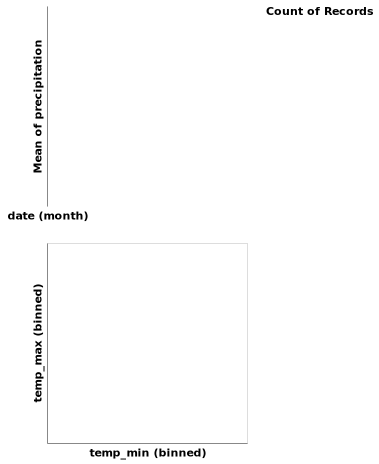 Count of Records
Mean of precipitation
date (month)
temp_max (binned)
temp_min (binned)